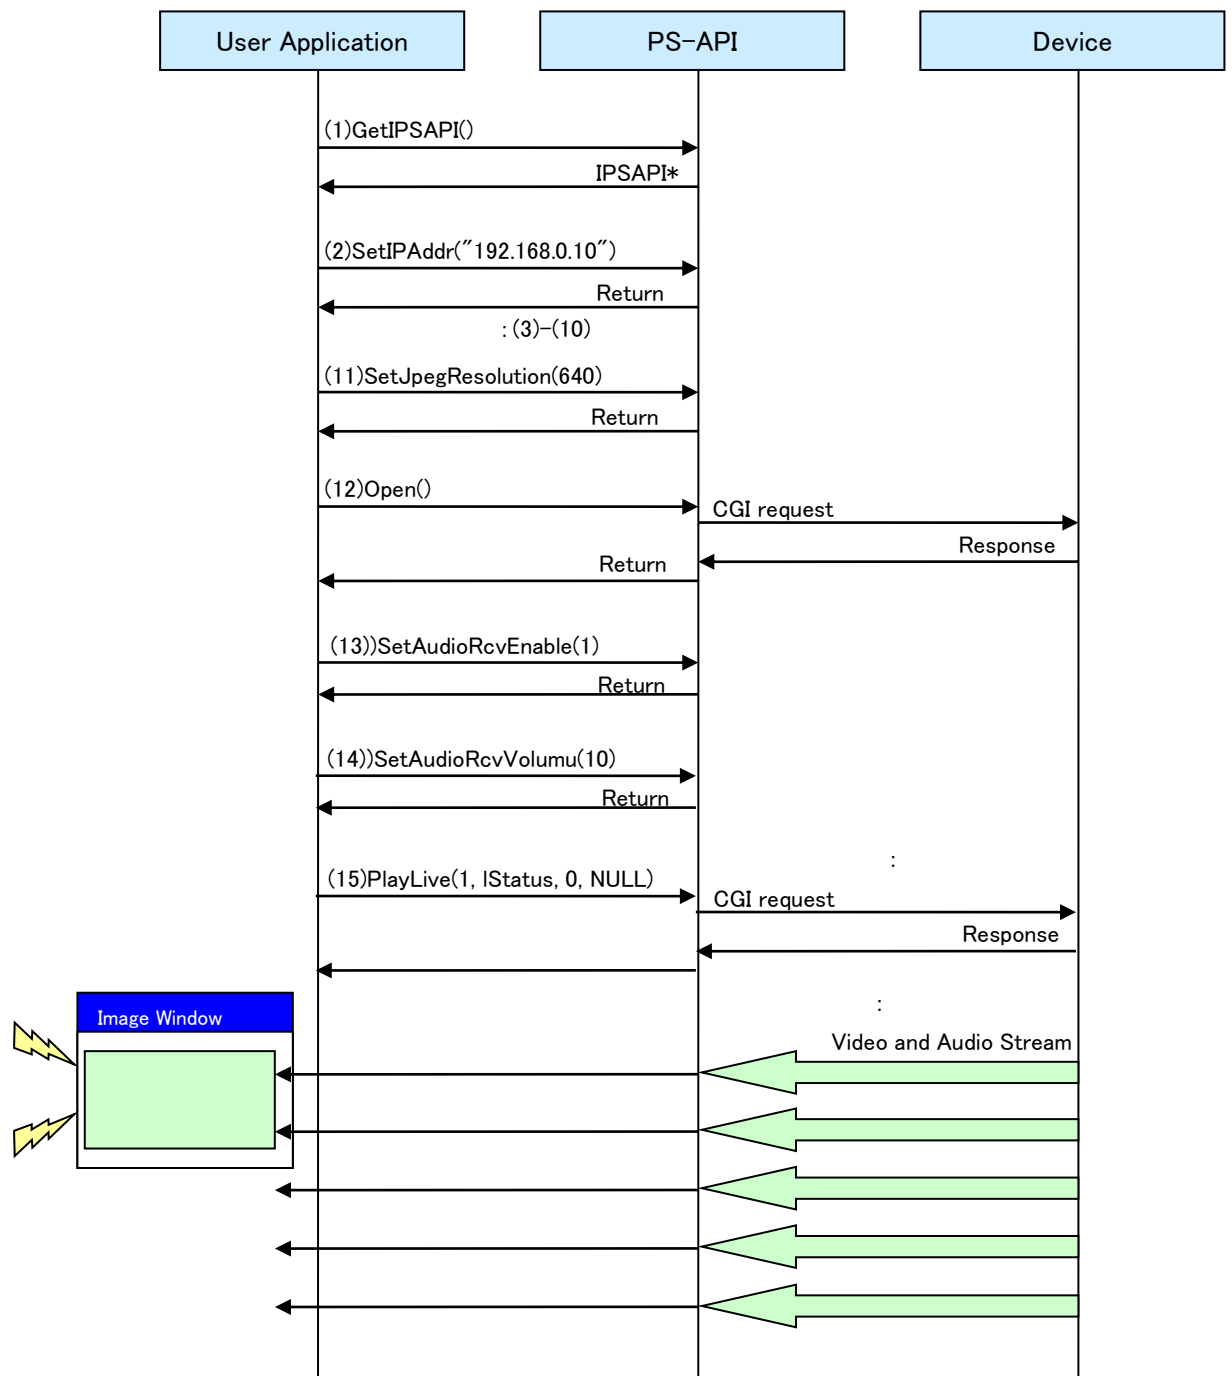 User Application
PS-API
Device
(1)GetIPSAPI()
IPSAPI*
(2)SetIPAddr("192.168.0.10")
Return
: (3)-(10)
(11)SetJpegResolution(640)
Return
(12)Open()
CGI request
Response
Return
(13))SetAudioRcvEnable(1)
Return
(14))SetAudioRcvVolumu(10)
Return
:
(15)PlayLive(1, lStatus, 0, NULL)
CGI request
Response
:
Image Window
Video and Audio Stream